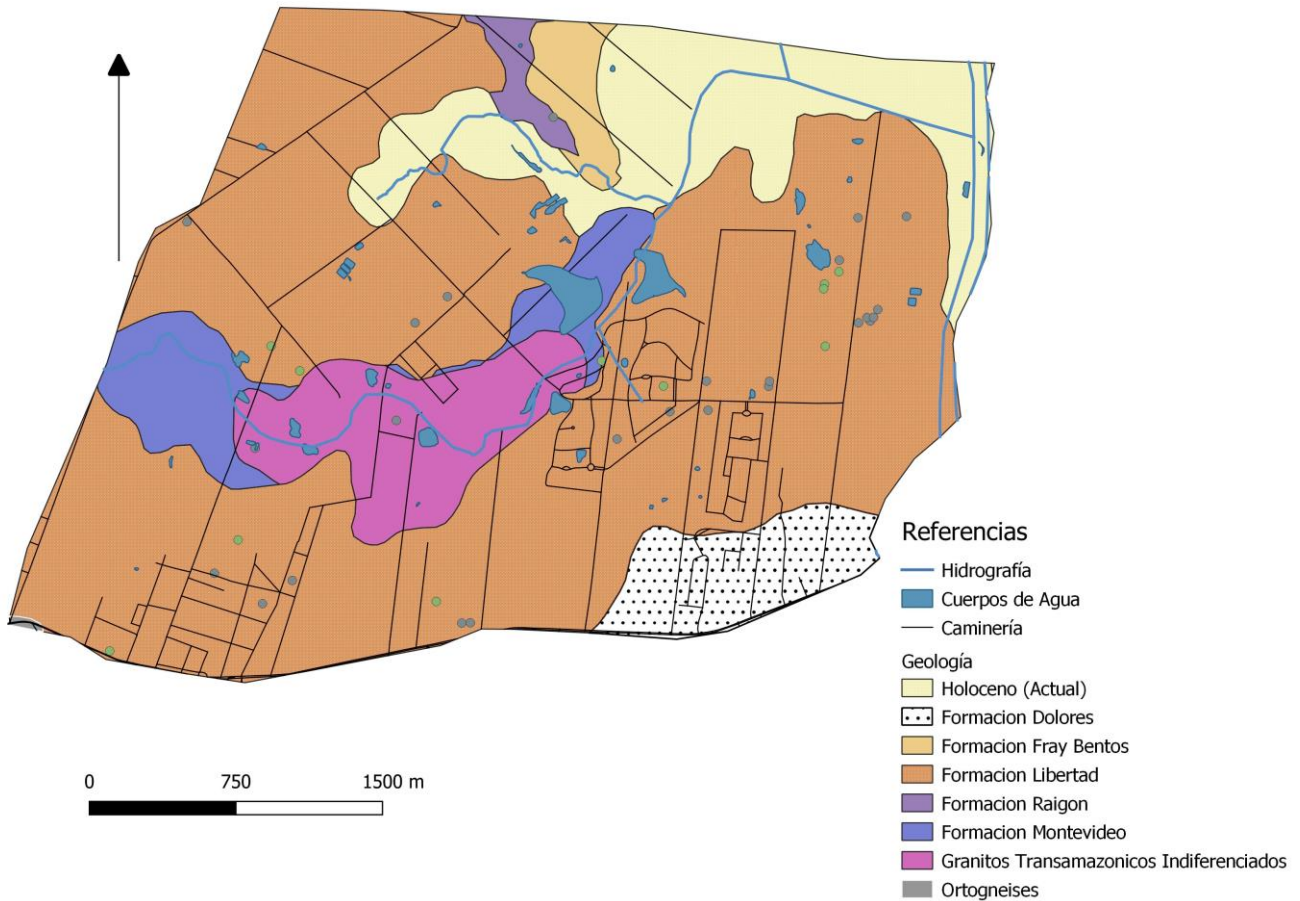 Referencias
Hidrografía
Cuerpos de Agua
Caminería
Geología
Holoceno (Actual)
Formacion Dolores
Formacion Fray Bentos
Formacion Libertad
Formacion Raigon
Formacion Montevideo
Granitos Transamazonicos Indiferenciados
Ortogneises
0 750 1500 m